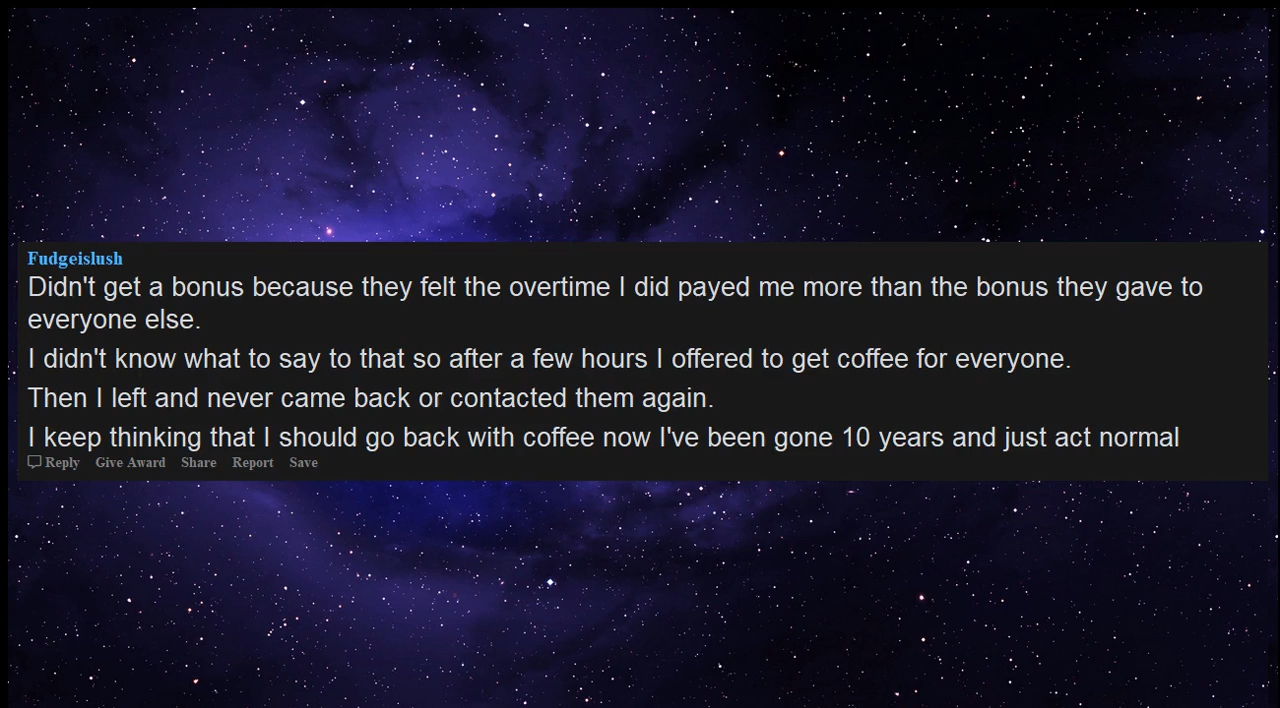 Fudgeislush
Didn't get a bonus because they felt the overtime I did payed me more than the bonus they gave to
everyone else.
I didn't know what to say to that so after a few hours I offered to get coffee for everyone.
Then I left and never came back or contacted them again.
I keep thinking that I should go back with coffee now I've been gone 10 years and just act normal
Reply Give Award Share Report Save